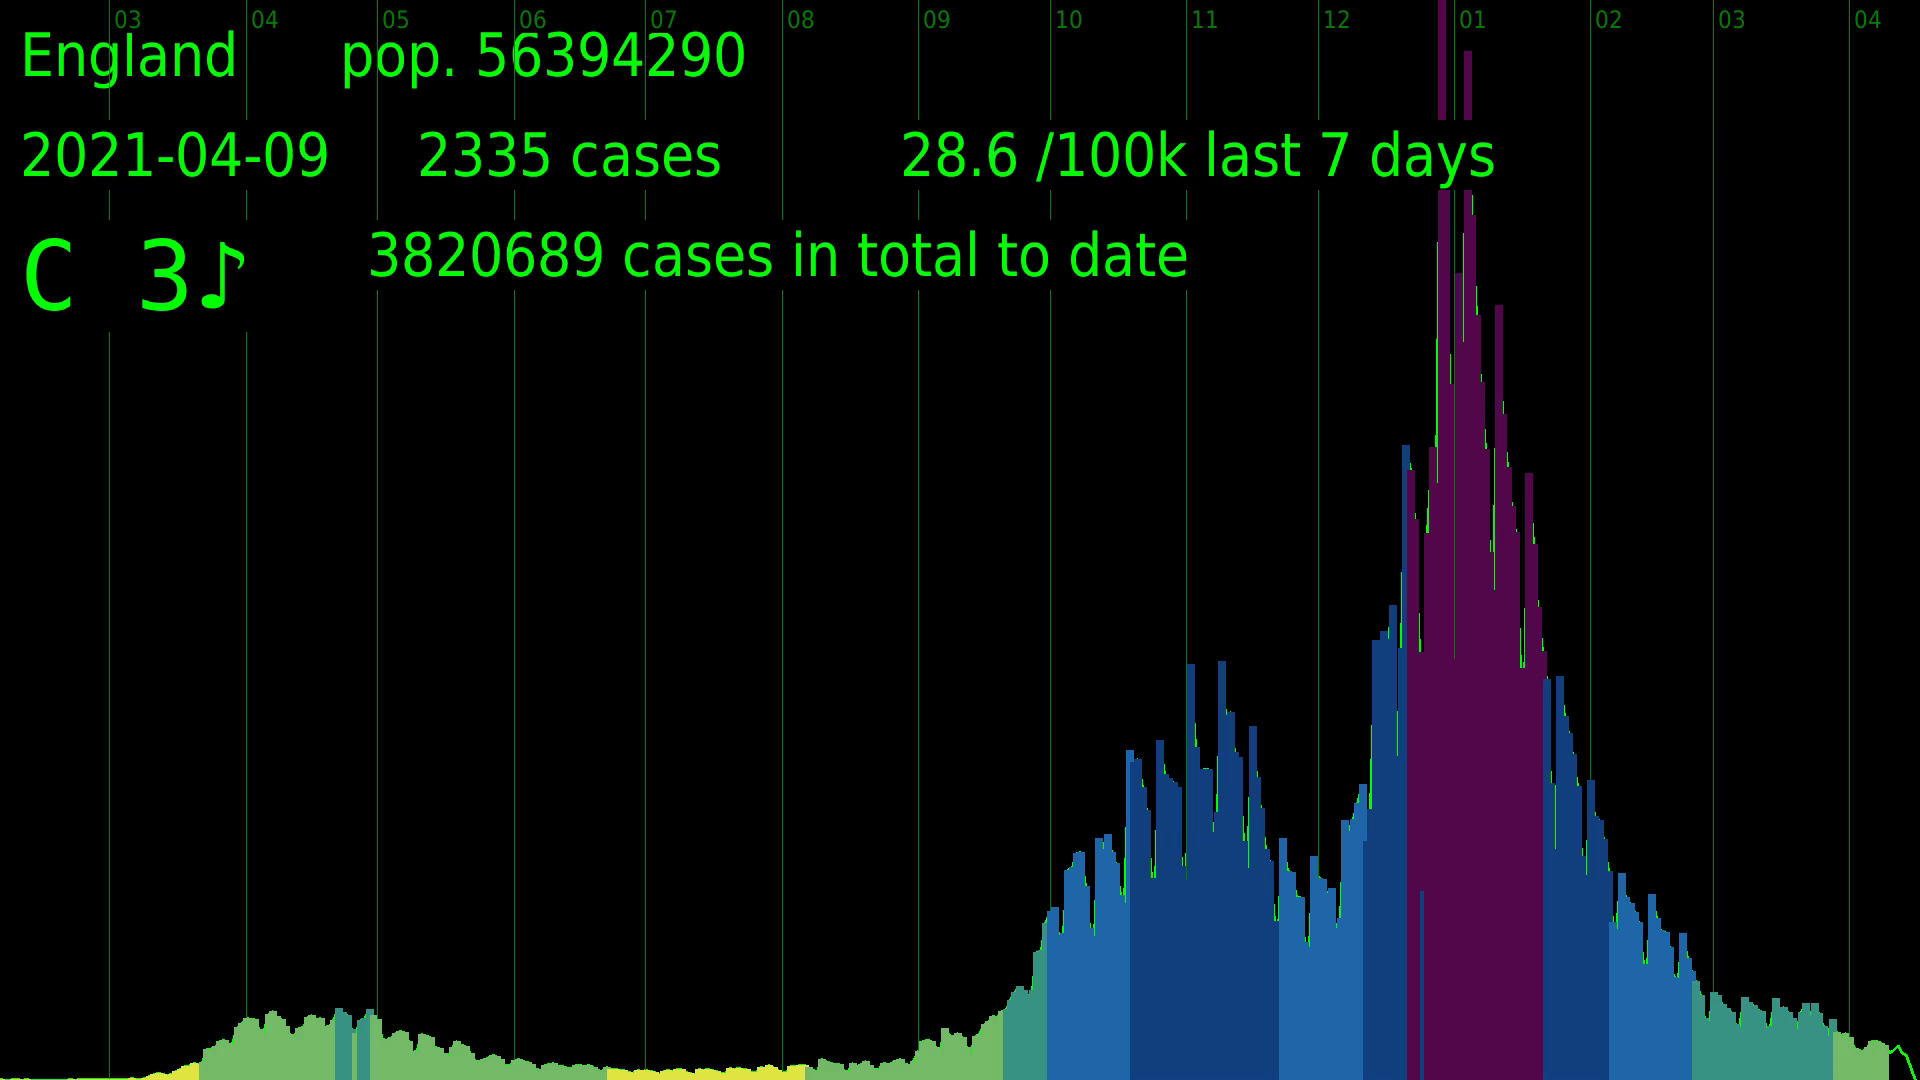 03 04 05 06 07 08 09 10 11 12 01 02 03 04
England pop. 56394290
2021-04-09 2335 cases 28.6 /100k last 7 days
C 3♪ 3820689 cases in total to date